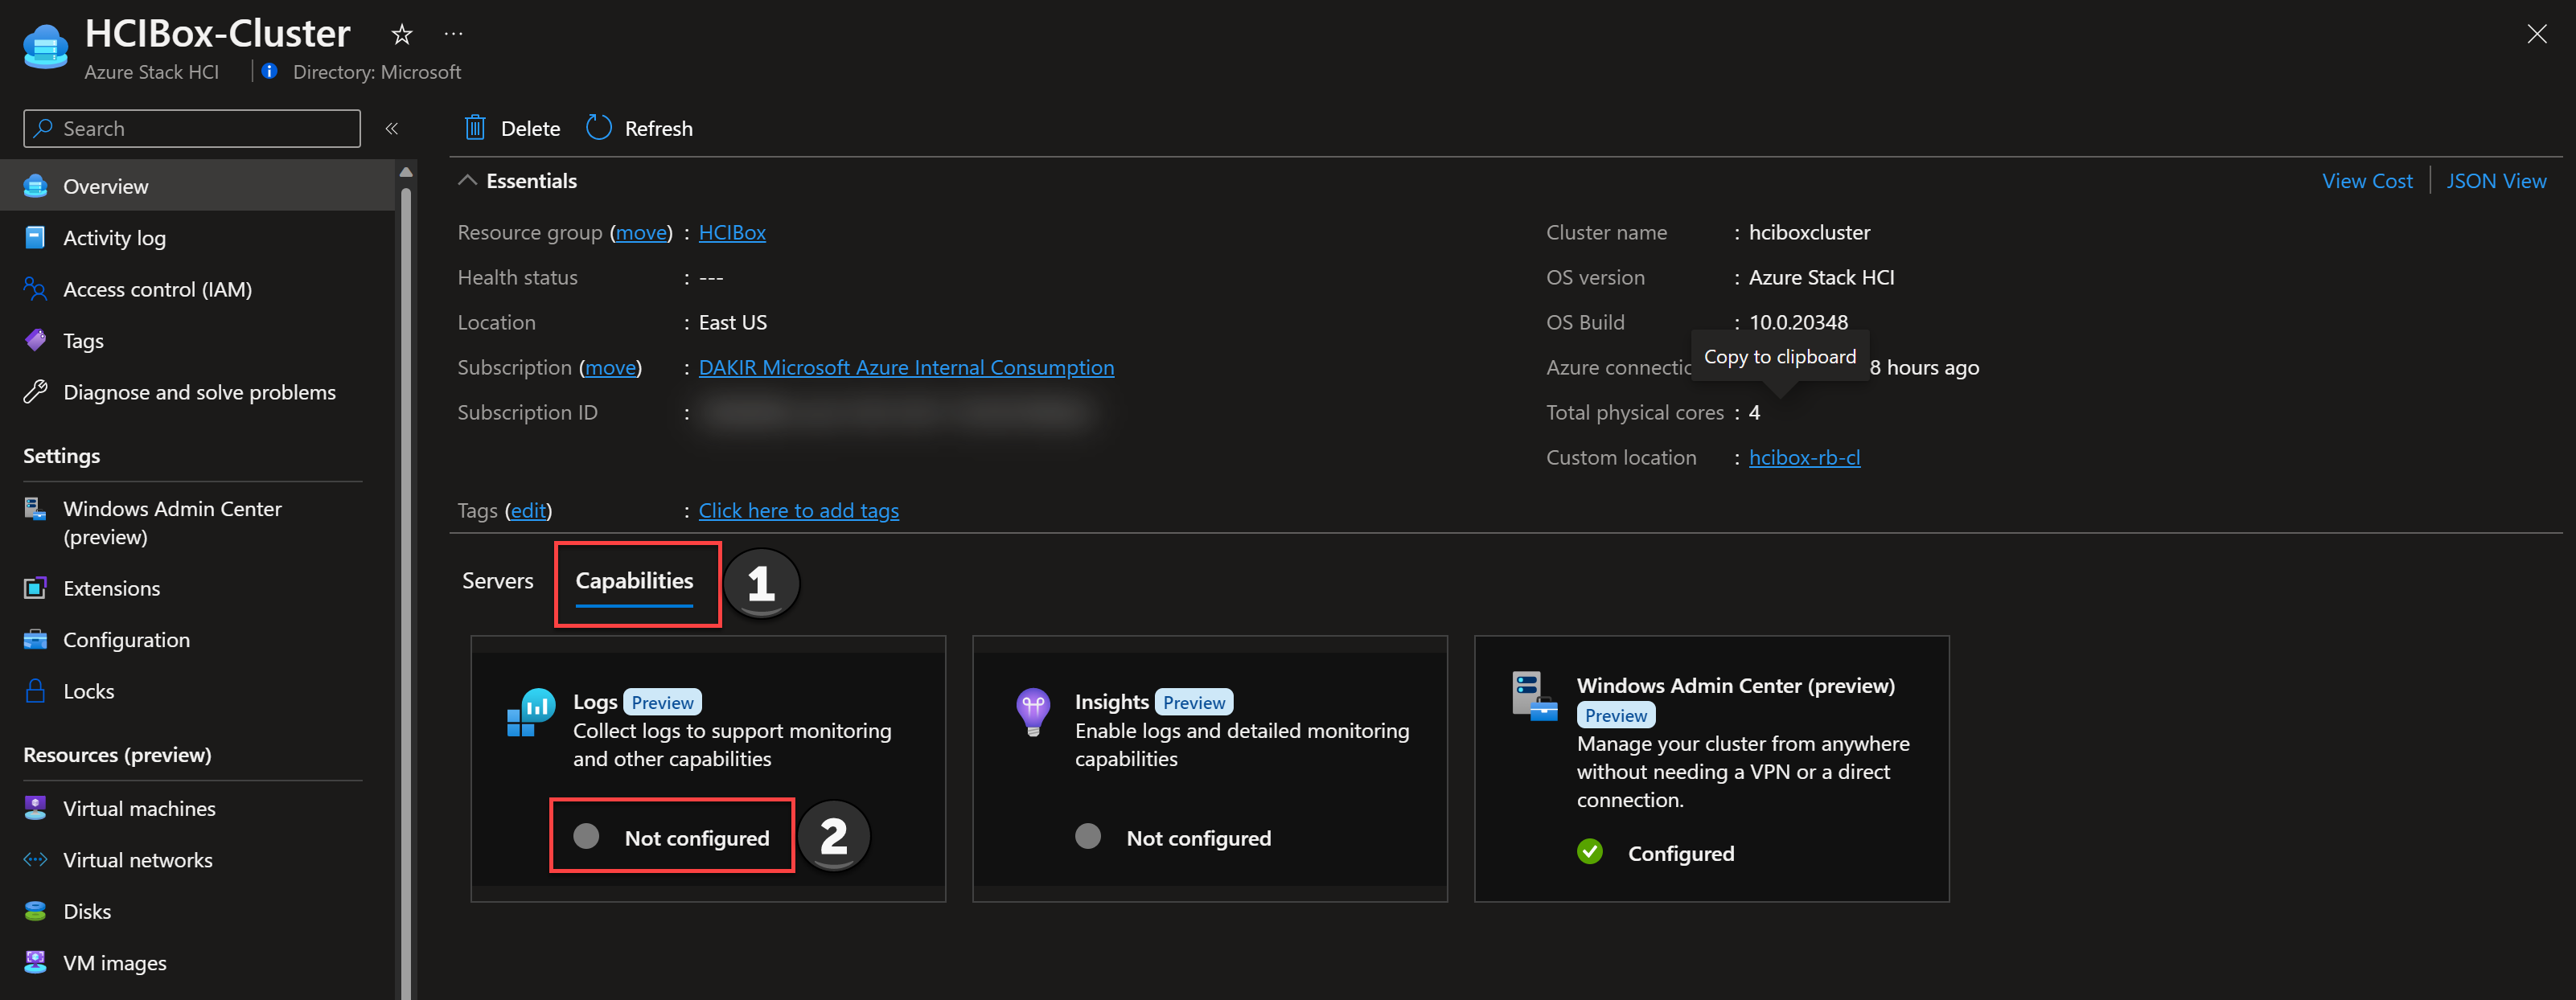 HCIBox-Cluster ☆ ...
Azure Stack HCI | Directory: Microsoft
Search «
Overview
Activity log
Access control (IAM)
Tags
Diagnose and solve problems
Settings
Windows Admin Center
(preview)
Extensions
Configuration
Locks
Resources (preview)
Virtual machines
Virtual networks
Disks
VM images
Delete Refresh
Essentials
View Cost | JSON View
Resource group (move) : HCIBox
Health status : ---
Location : East US
Subscription (move) : DAKIR Microsoft Azure Internal Consumption
Subscription ID :
Tags (edit) : Click here to add tags
Cluster name : hciboxcluster
OS version : Azure Stack HCI
OS Build : 10.0.20348
Copy to clipboard
Azure connectic 8 hours ago
Total physical cores : 4
Custom location : hcibox-rb-cl
Servers Capabilities 1
Logs Preview
Collect logs to support monitoring
and other capabilities
Not configured 2
Insights Preview
Enable logs and detailed monitoring
capabilities
Not configured
Windows Admin Center (preview)
Preview
Manage your cluster from anywhere
without needing a VPN or a direct
connection.
Configured